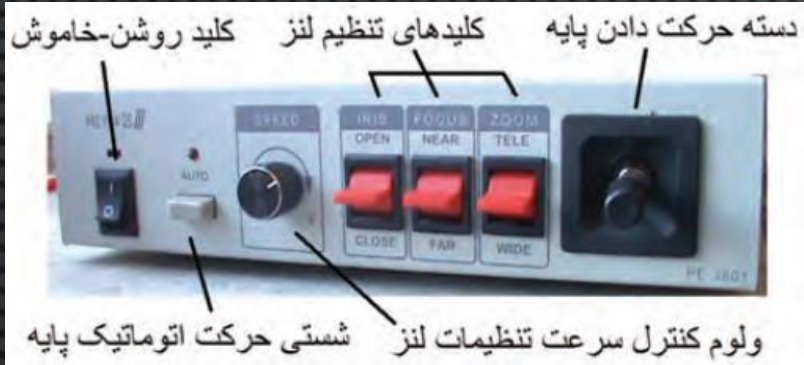 کلید روشن-خاموش
کلیدهای تنظیم لنز
دسته حرکت دادن پایه
AUTO
SPEED
IRIS
OPEN
CLOSE
FOCUS
NEAR
FAR
ZOOM
TELE
WIDE
شستی حرکت اتوماتیک پایه
ولوم کنترل سرعت تنظیمات لنز